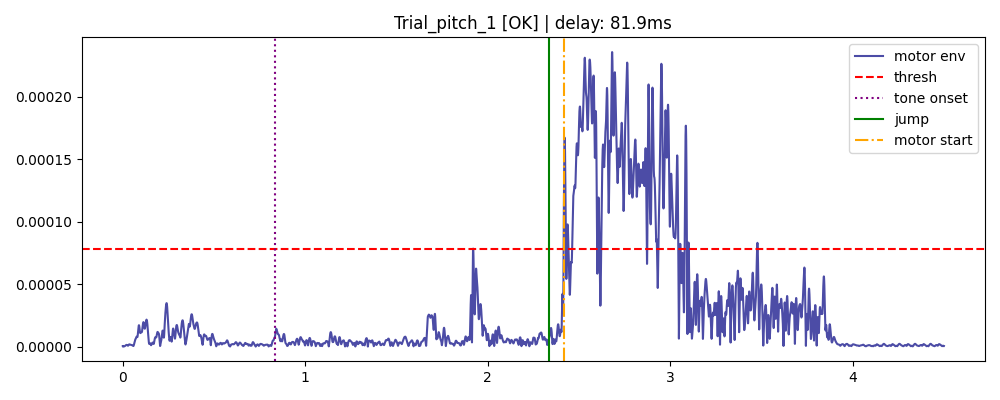 Trial_pitch_1 [OK] | delay: 81.9ms
motor env
thresh
tone onset
jump
motor start
0.00020
0.00015
0.00010
0.00005
0.00000
0 1 2 3 4